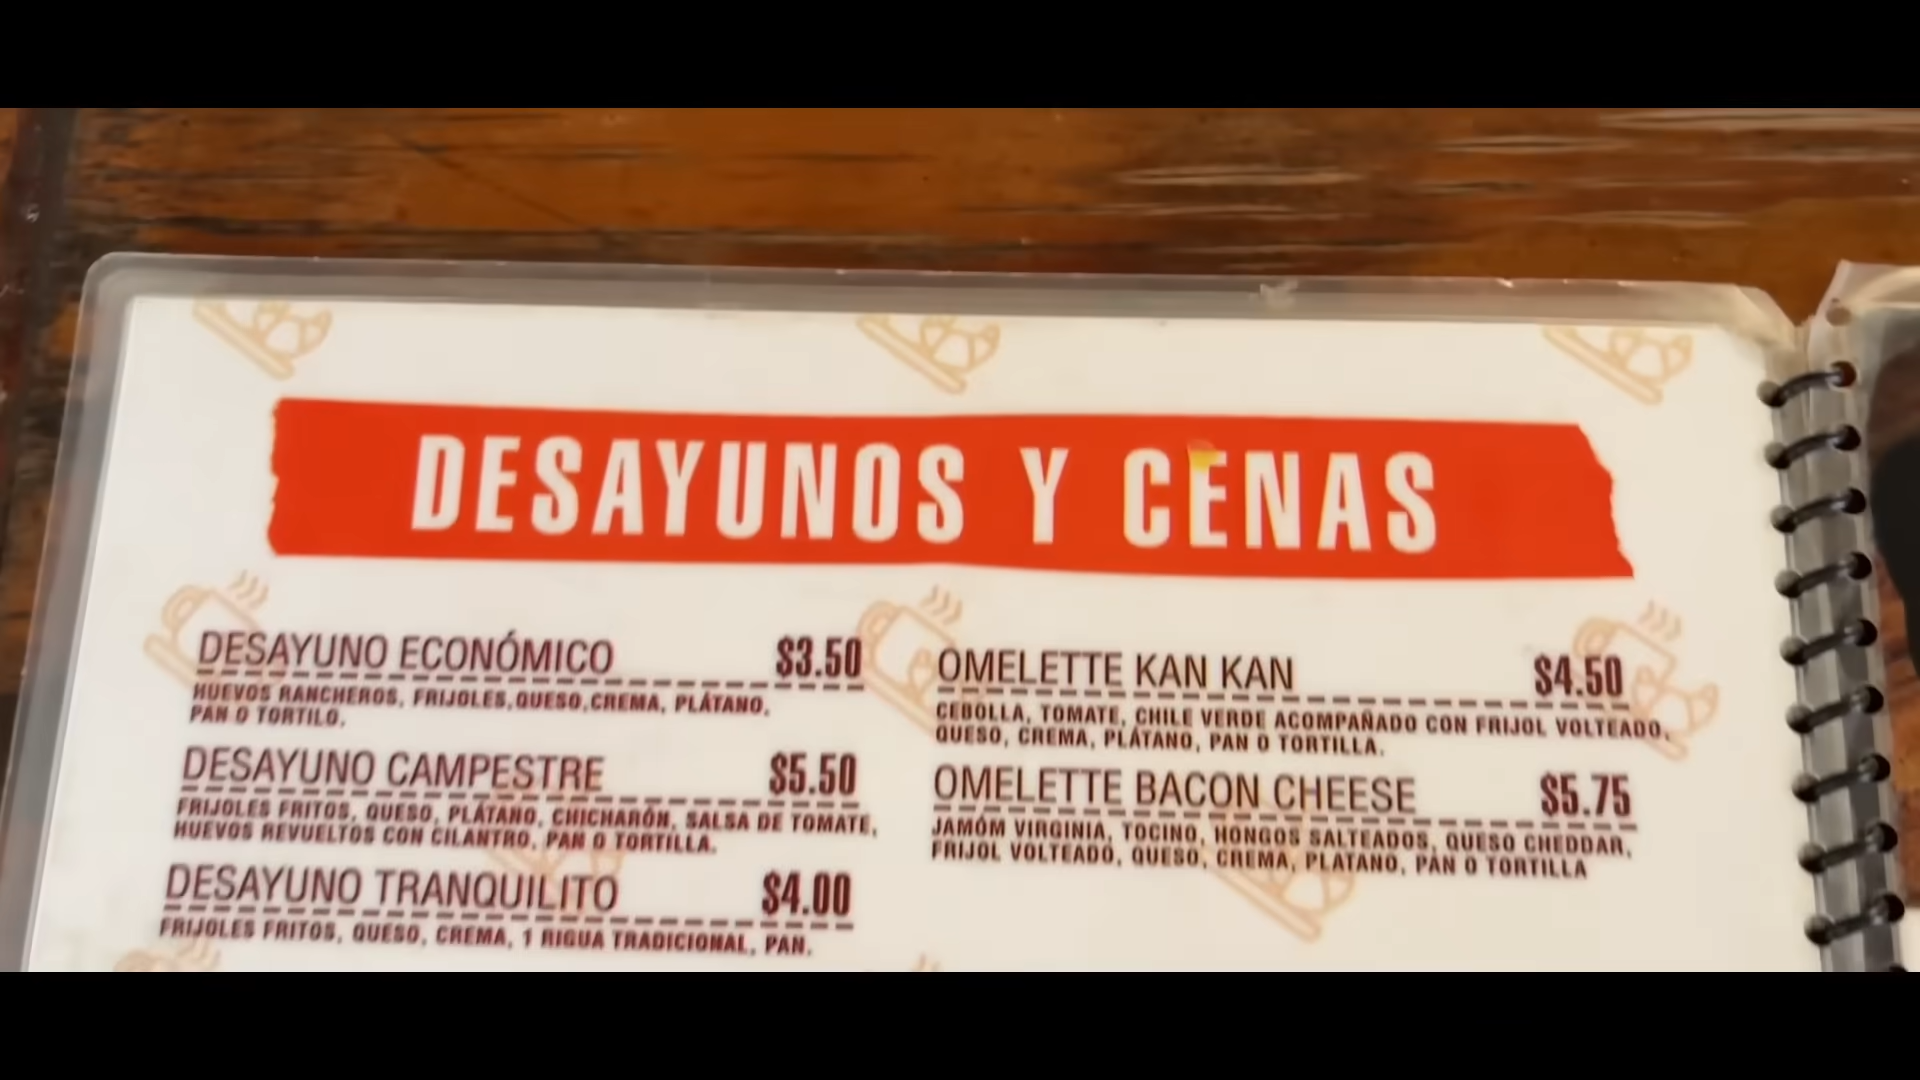 DESAYUNOS Y CENAS
DESAYUNO ECONÓMICO $3.50
HUEVOS RANCHEROS, FRIJOLES,QUESO,CREMA, PLÁTANO,
PAN O TORTILO.
DESAYUNO CAMPESTRE $5.50
FRIJOLES FRITOS, QUESO, PLÁTANO, CHICHARÓN, SALSA DE TOMATE,
HUEVOS REVUELTOS CON CILANTRO, PAN O TORTILLA.
DESAYUNO TRANQUILITO $4.00
FRIJOLES FRITOS, QUESO, CREMA, 1 RIGUA TRADICIONAL, PAN.
OMELETTE KAN KAN $4.50
CEBOLLA, TOMATE, CHILE VERDE ACOMPAÑADO CON FRIJOL VOLTEADO,
QUESO, CREMA, PLÁTANO, PAN O TORTILLA.
OMELETTE BACON CHEESE $5.75
JAMÓM VIRGINIA, TOCINO, HONGOS SALTEADOS, QUESO CHEDDAR,
FRIJOL VOLTEADO, QUESO, CREMA, PLATANO, PAN O TORTILLA